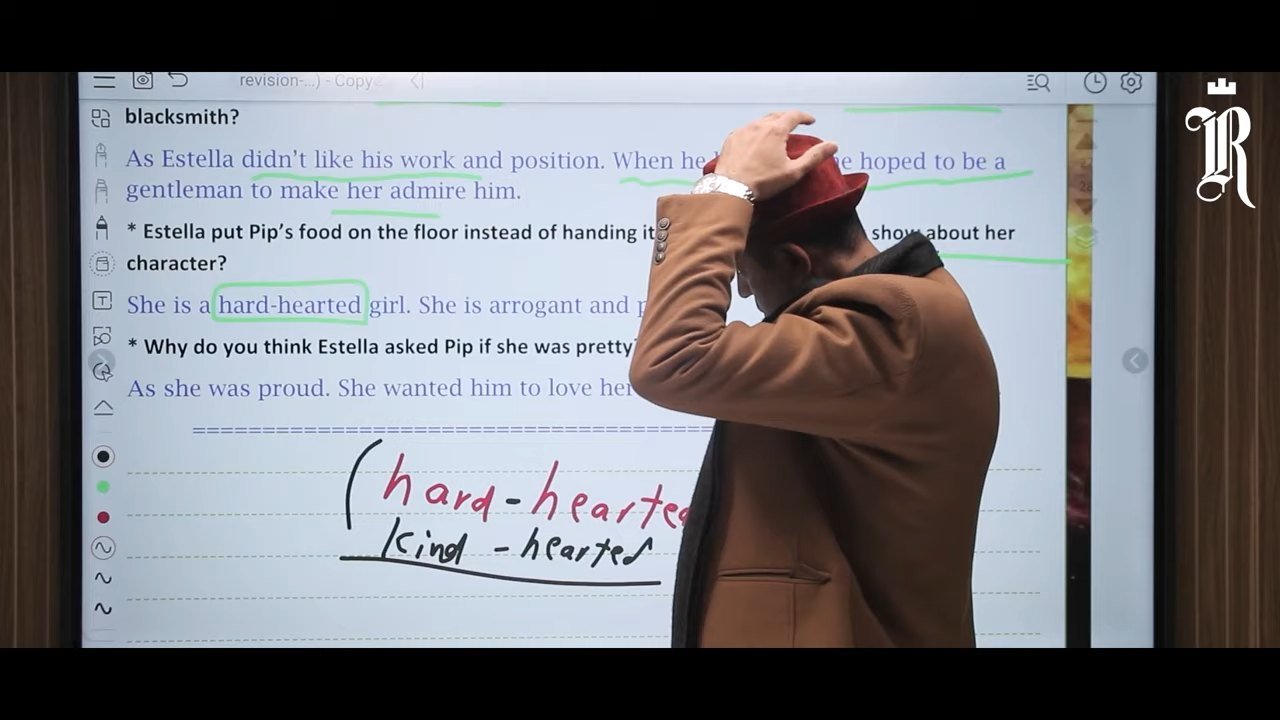 revision-...) - Copy
blacksmith?
As Estella didn't like his work and position. When he hoped to be a
gentleman to make her admire him.
* Estella put Pip's food on the floor instead of handing it show about her
character?
She is a hard-hearted girl. She is arrogant and
* Why do you think Estella asked Pip if she was pretty?
As she was proud. She wanted him to love her
(hard-hearted
kind-hearted
R